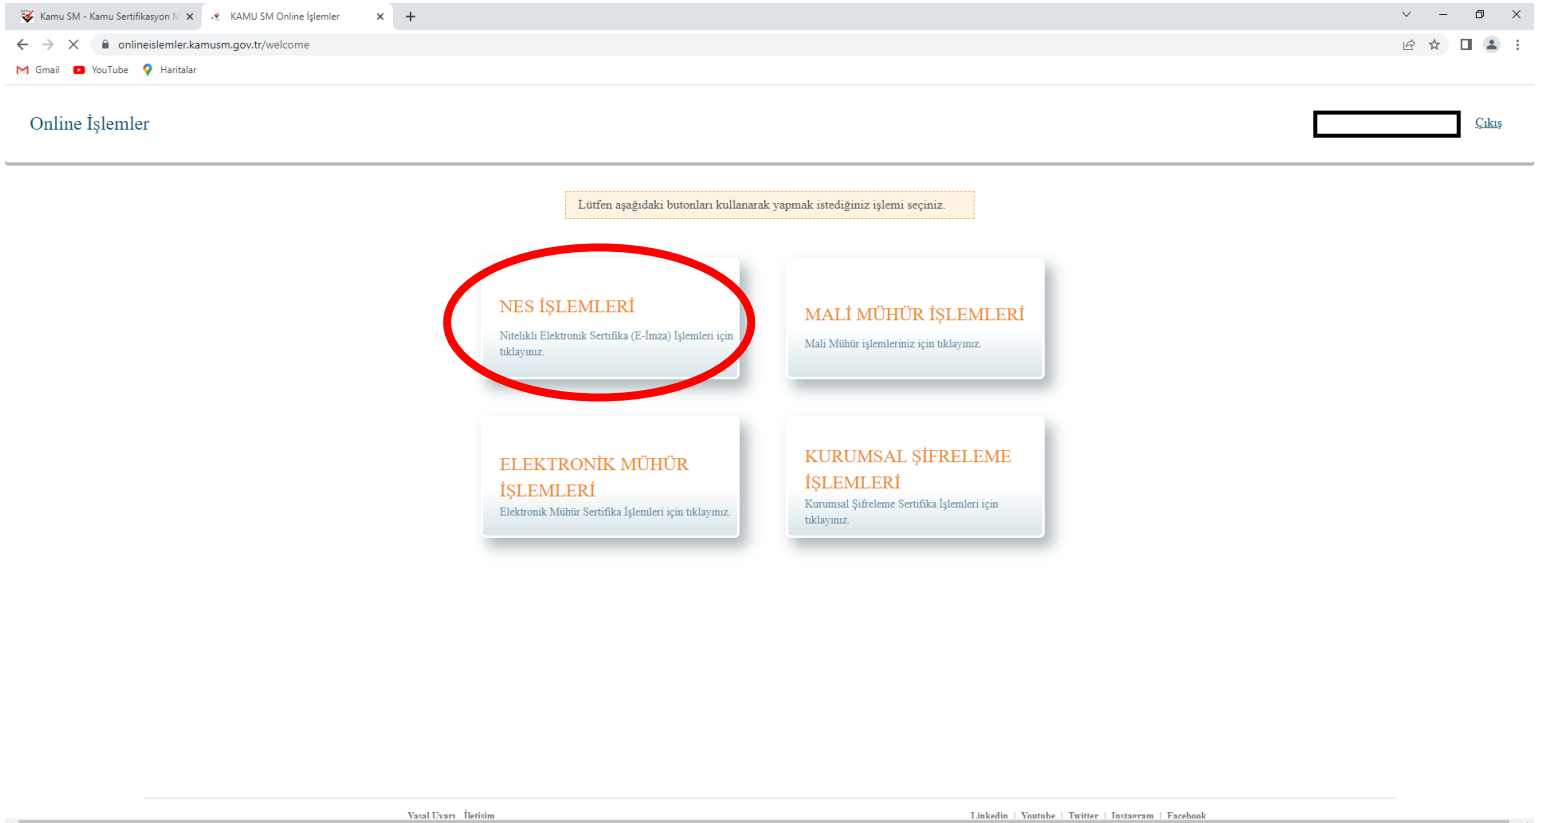 Kamu SM - Kamu Sertifikasyon M
KAMU SM Online İşlemler
onlineislemler.kamusm.gov.tr/welcome
Gmail YouTube Haritalar
Online İşlemler
Çıkış
Lütfen aşağıdaki butonları kullanarak yapmak istediğiniz işlemi seçiniz.
NES İŞLEMLERİ
Nitelikli Elektronik Sertifika (E-İmza) İşlemleri için
tıklayınız.
MALİ MÜHÜR İŞLEMLERİ
Mali Mühür işlemleriniz için tıklayınız.
ELEKTRONİK MÜHÜR
İŞLEMLERİ
Elektronik Mühür Sertifika İşlemleri için tıklayınız.
KURUMSAL ŞİFRELEME
İŞLEMLERİ
Kurumsal Şifreleme Sertifika İşlemleri için
tıklayınız.
Yasal Uyarı İletişim
Linkedin | Youtube | Twitter | Instagram | Facebook